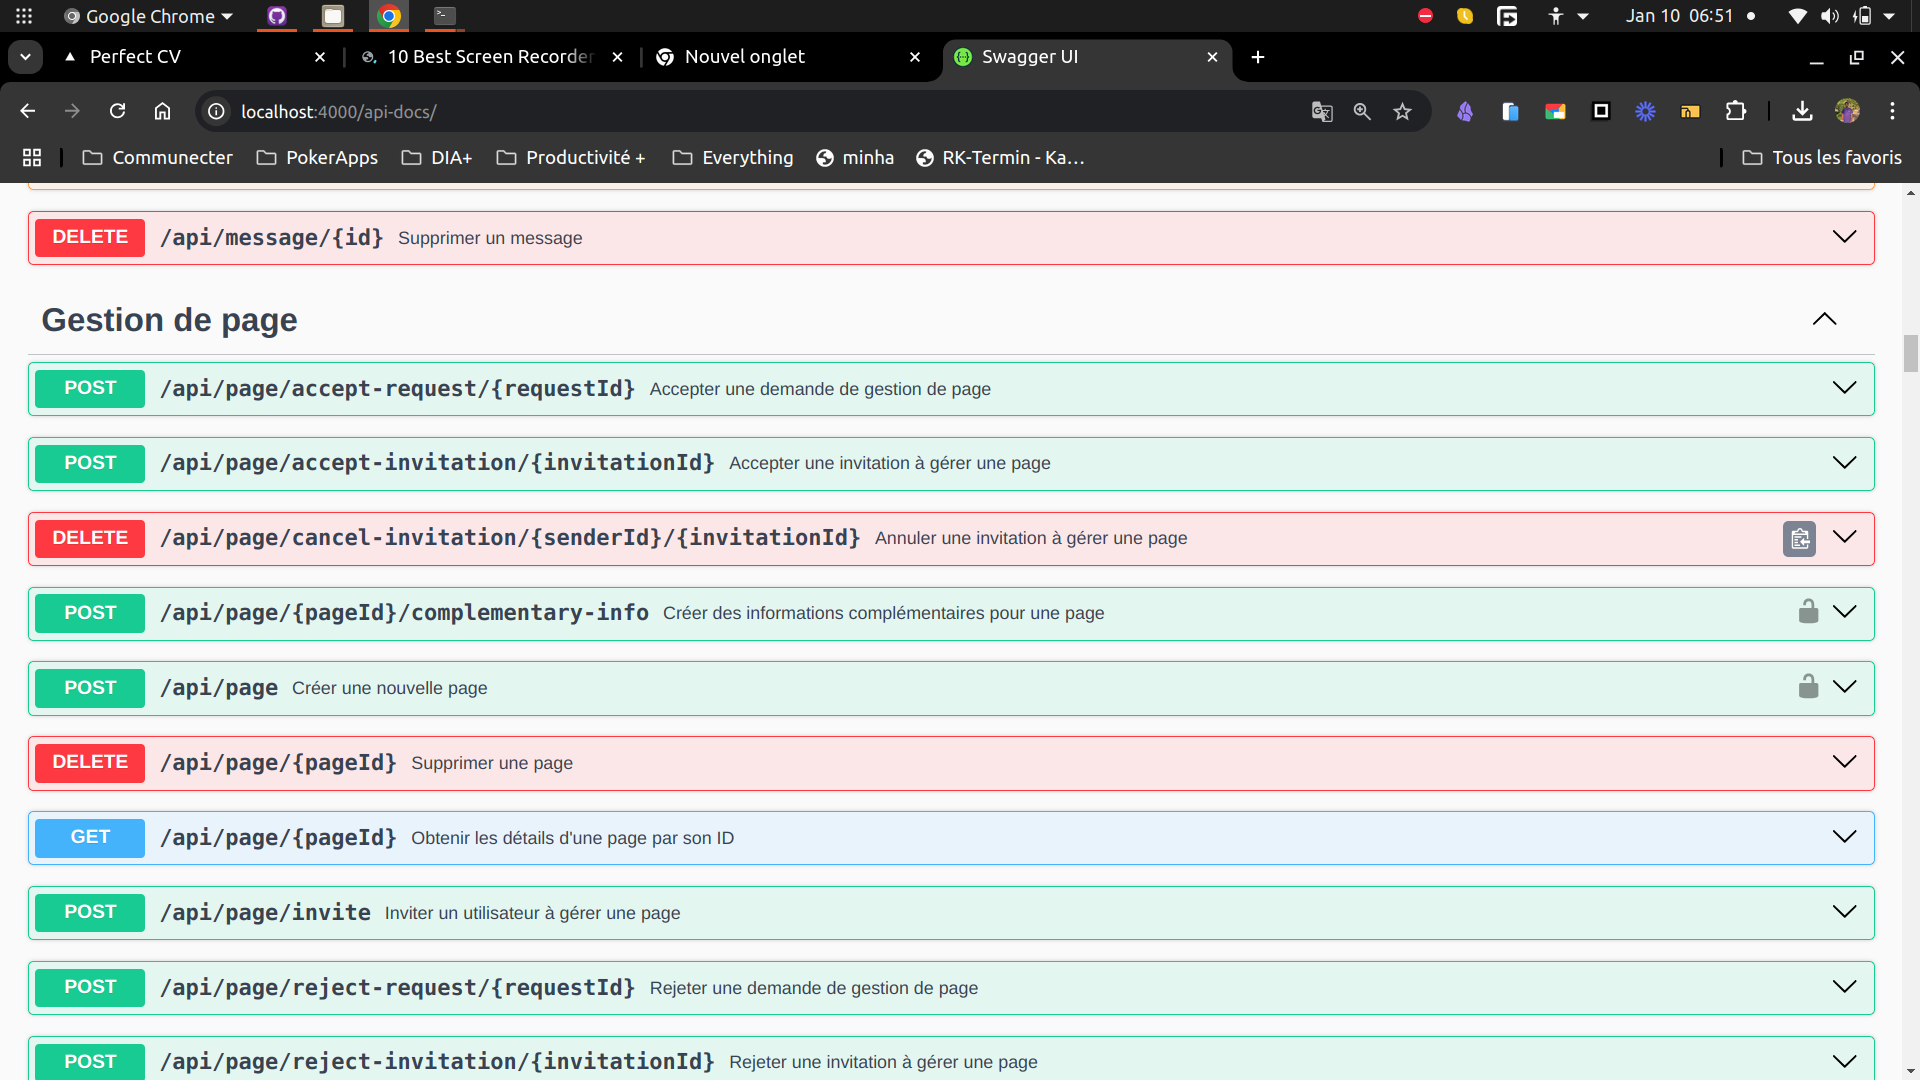 Google Chrome
Jan 10 06:51
Perfect CV
10 Best Screen Recorder
Nouvel onglet
Swagger UI
localhost:4000/api-docs/
Communecter
PokerApps
DIA+
Productivité +
Everything
minha
RK-Termin - Ka…
Tous les favoris
DELETE /api/message/{id} Supprimer un message
Gestion de page
POST /api/page/accept-request/{requestId} Accepter une demande de gestion de page
POST /api/page/accept-invitation/{invitationId} Accepter une invitation à gérer une page
DELETE /api/page/cancel-invitation/{senderId}/{invitationId} Annuler une invitation à gérer une page
POST /api/page/{pageId}/complementary-info Créer des informations complémentaires pour une page
POST /api/page Créer une nouvelle page
DELETE /api/page/{pageId} Supprimer une page
GET /api/page/{pageId} Obtenir les détails d'une page par son ID
POST /api/page/invite Inviter un utilisateur à gérer une page
POST /api/page/reject-request/{requestId} Rejeter une demande de gestion de page
POST /api/page/reject-invitation/{invitationId} Rejeter une invitation à gérer une page